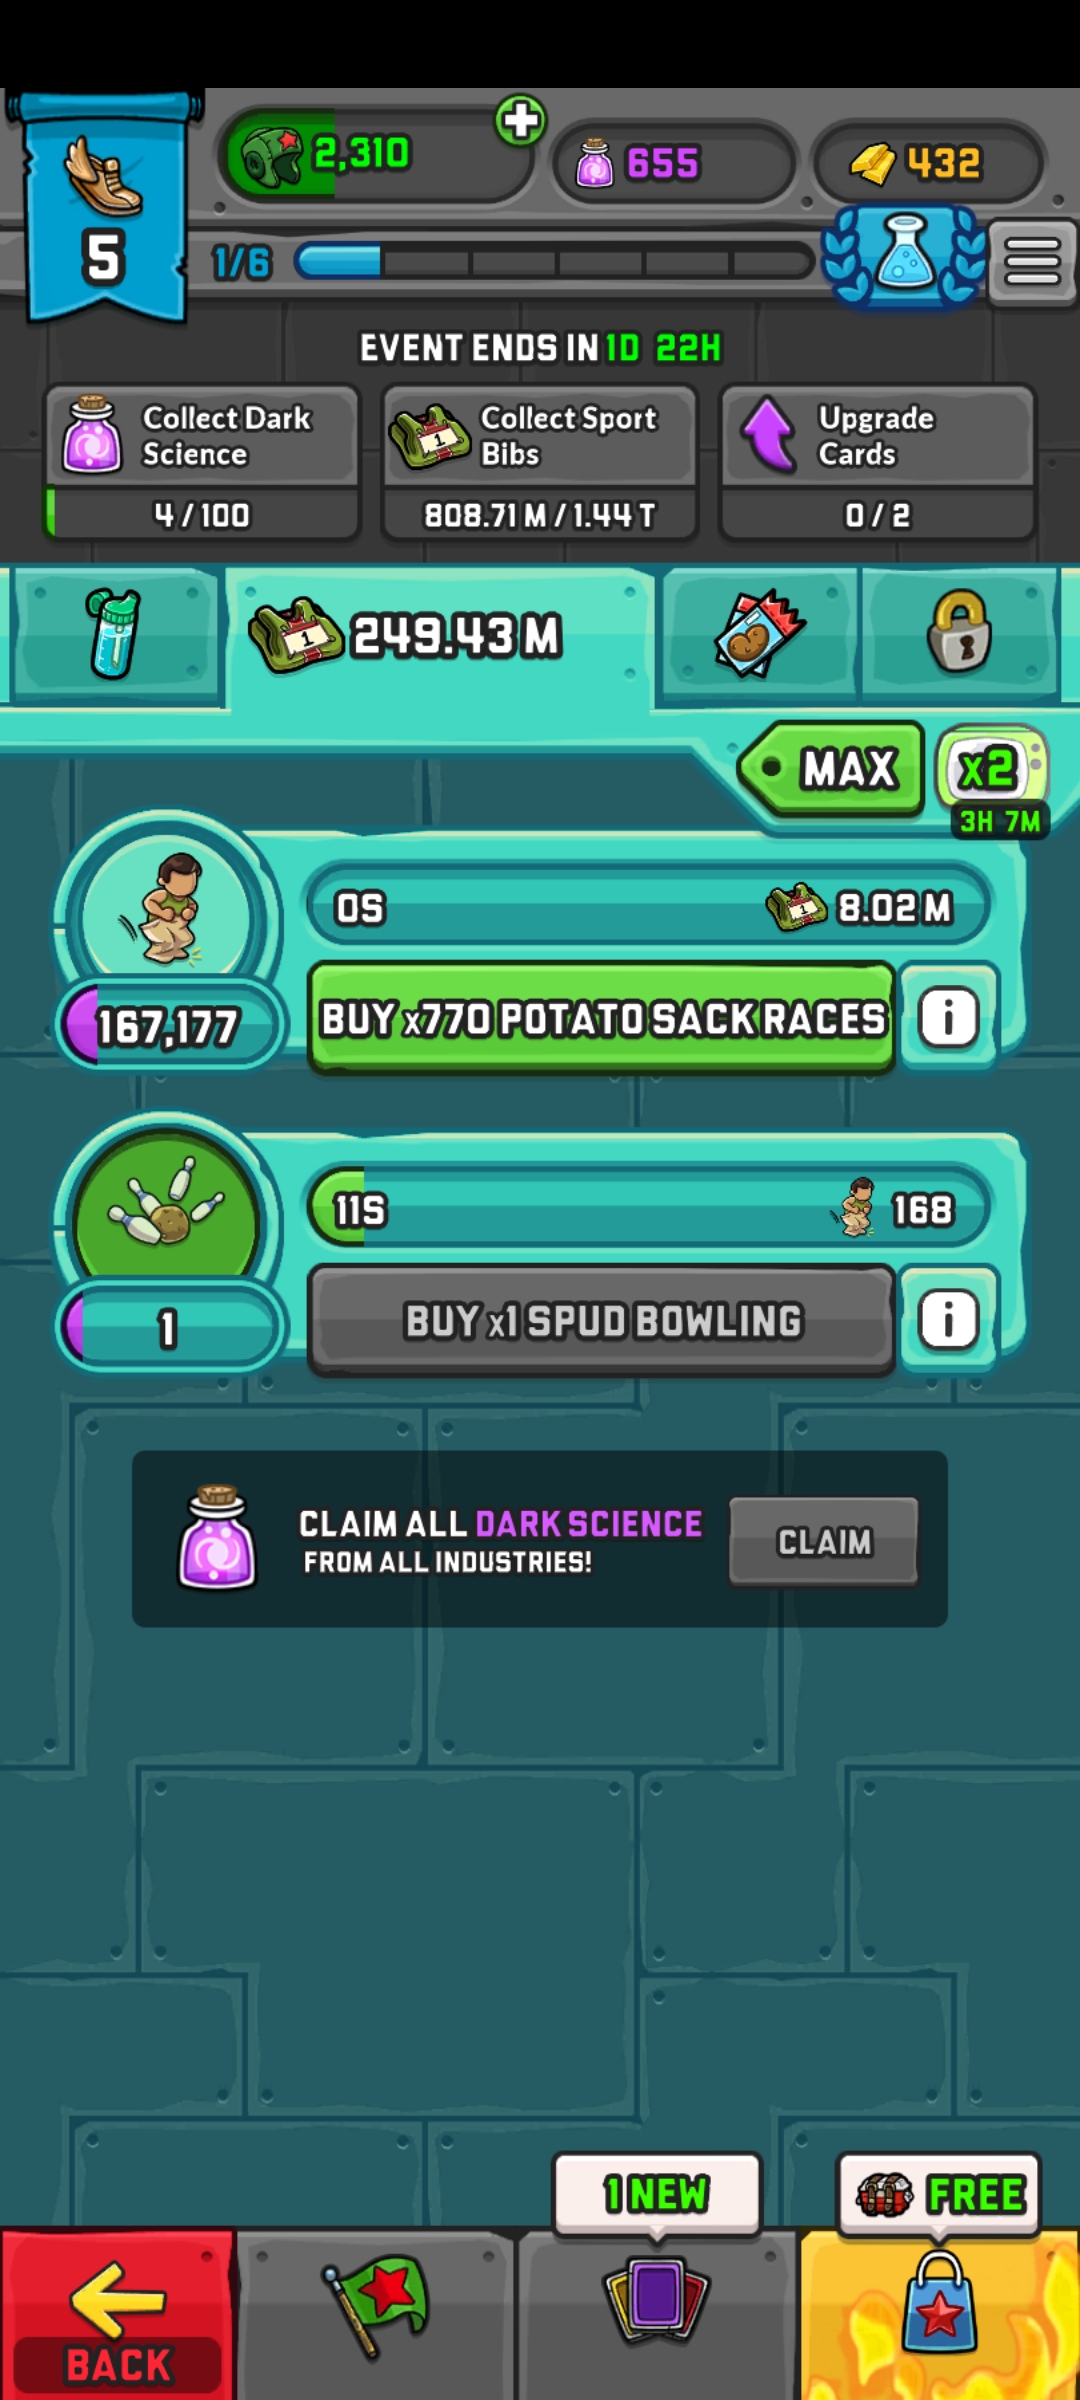 2,310
655
432
5
1/6
EVENT ENDS IN 1D 22H
Collect Dark
Science
4 / 100
Collect Sport
Bibs
808.71 M / 1.44 T
Upgrade
Cards
0 / 2
1
249.43 M
MAX
x2
3H 7M
0S
1
8.02 M
167,177
BUY x770 POTATO SACK RACES
i
11S
168
1
BUY x1 SPUD BOWLING
i
CLAIM ALL DARK SCIENCE
FROM ALL INDUSTRIES!
CLAIM
1 NEW
FREE
BACK